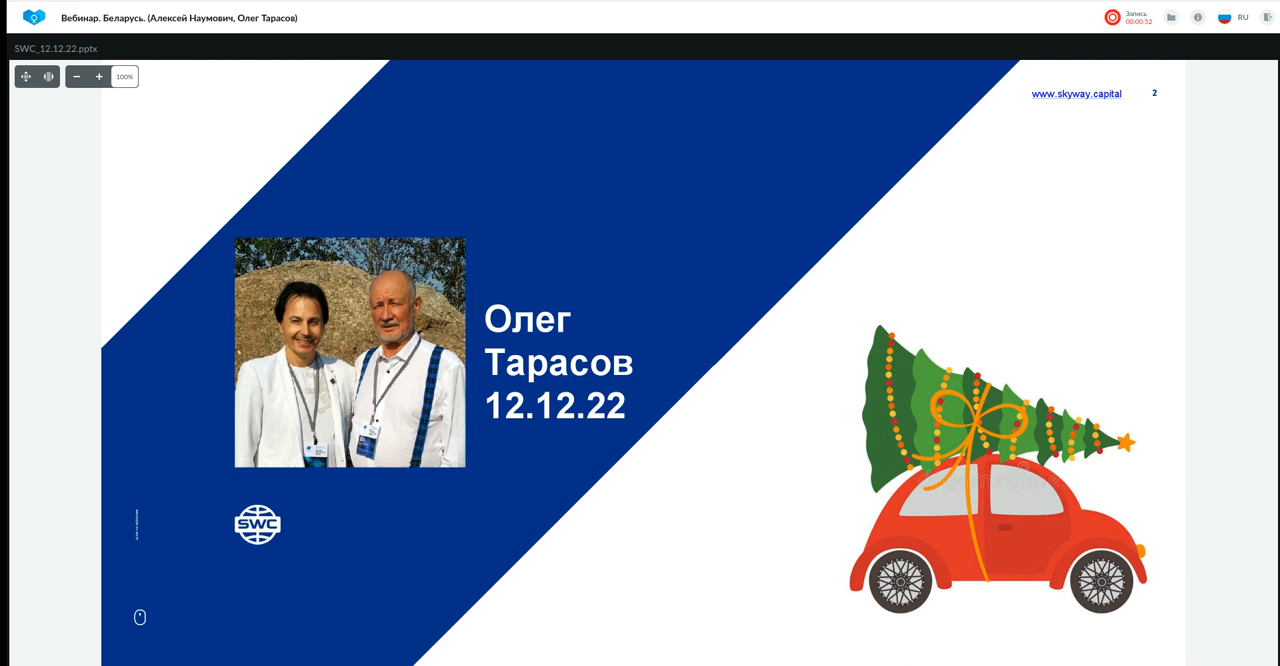 Вебинар. Беларусь. (Алексей Наумович, Олег Тарасов)
Запись
00:00:52
RU
SWC_12.12.22.pptx
100%
www.skyway.capital
2
Олег
Тарасов
12.12.22
SWC